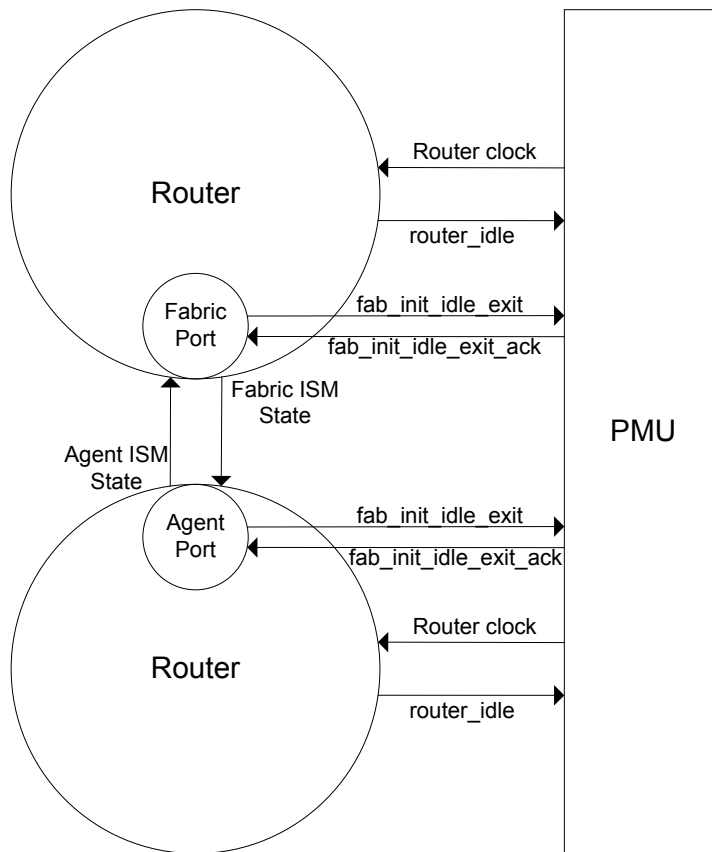 Router clock
Router
router_idle
Fabric
Port
fab_init_idle_exit
fab_init_idle_exit_ack
Fabric ISM
State
PMU
Agent ISM
State
Agent
Port
fab_init_idle_exit
fab_init_idle_exit_ack
Router clock
Router
router_idle